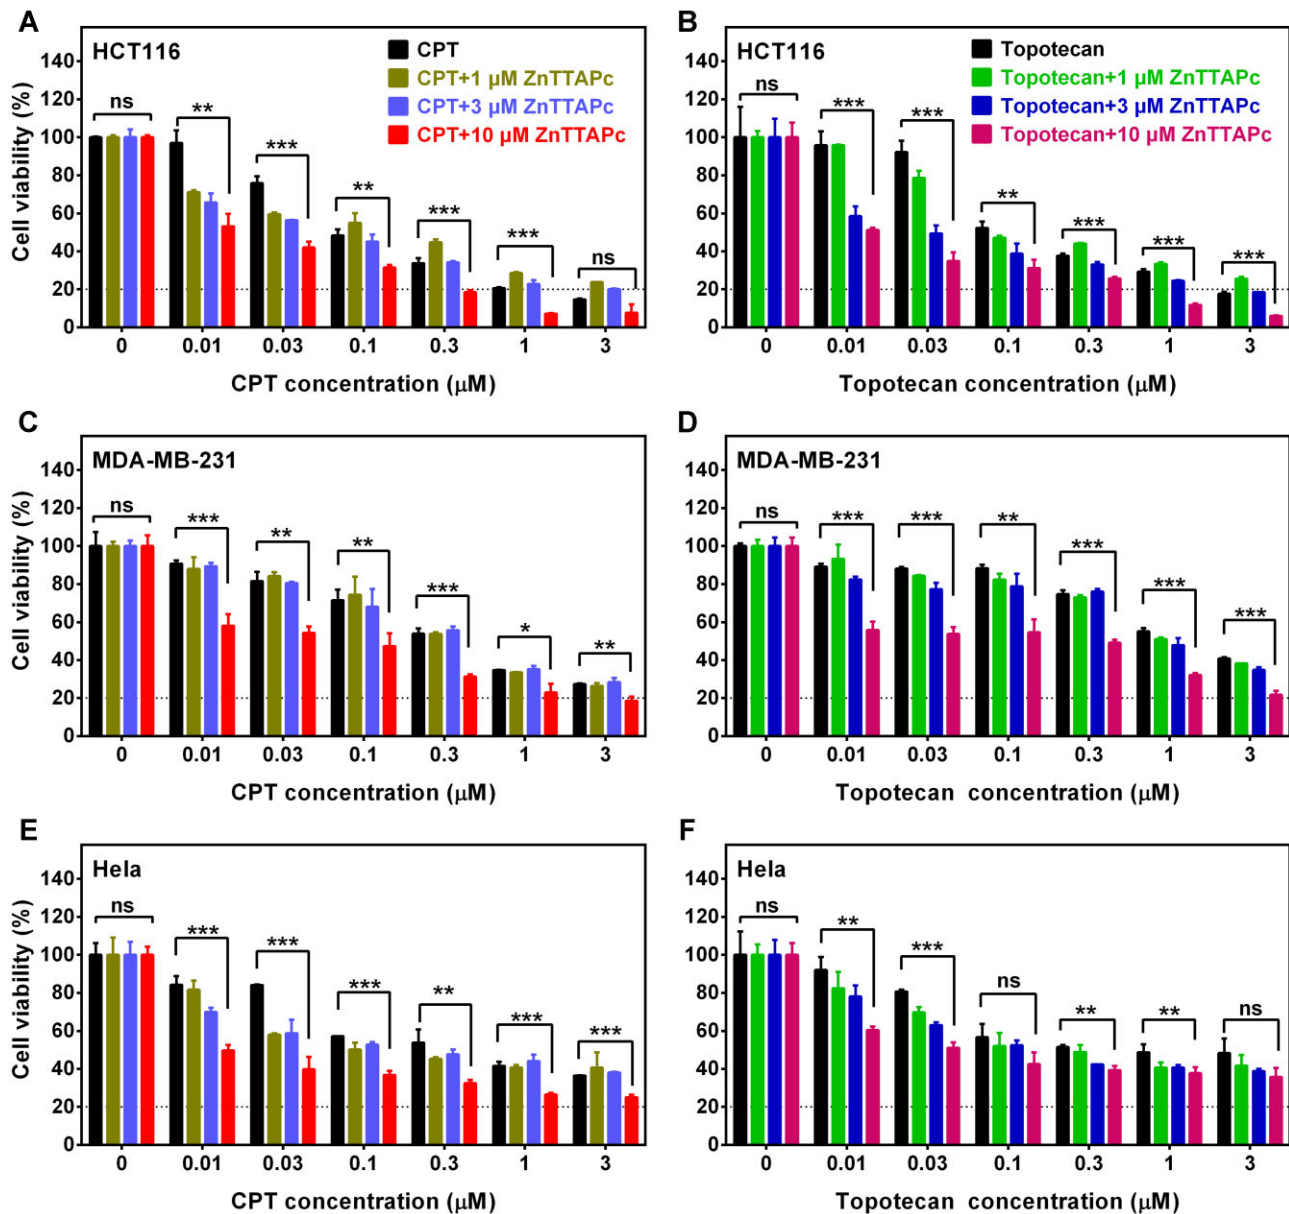 A
HCT116
CPT
CPT+1 μM ZnTTAPc
CPT+3 μM ZnTTAPc
CPT+10 μM ZnTTAPc
Cell viability (%)
140
120
100
80
60
40
20
0
ns
**
***
**
***
***
ns
0 0.01 0.03 0.1 0.3 1 3
CPT concentration (μM)
B
HCT116
Topotecan
Topotecan+1 μM ZnTTAPc
Topotecan+3 μM ZnTTAPc
Topotecan+10 μM ZnTTAPc
Cell viability (%)
140
120
100
80
60
40
20
0
ns
***
***
**
***
***
***
0 0.01 0.03 0.1 0.3 1 3
Topotecan concentration (μM)
C
MDA-MB-231
Cell viability (%)
140
120
100
80
60
40
20
0
ns
***
**
**
***
*
**
0 0.01 0.03 0.1 0.3 1 3
CPT concentration (μM)
D
MDA-MB-231
Cell viability (%)
140
120
100
80
60
40
20
0
ns
***
***
**
***
***
***
0 0.01 0.03 0.1 0.3 1 3
Topotecan concentration (μM)
E
Hela
Cell viability (%)
140
120
100
80
60
40
20
0
ns
***
***
***
**
***
***
0 0.01 0.03 0.1 0.3 1 3
CPT concentration (μM)
F
Hela
Cell viability (%)
140
120
100
80
60
40
20
0
ns
**
***
ns
**
**
ns
0 0.01 0.03 0.1 0.3 1 3
Topotecan concentration (μM)